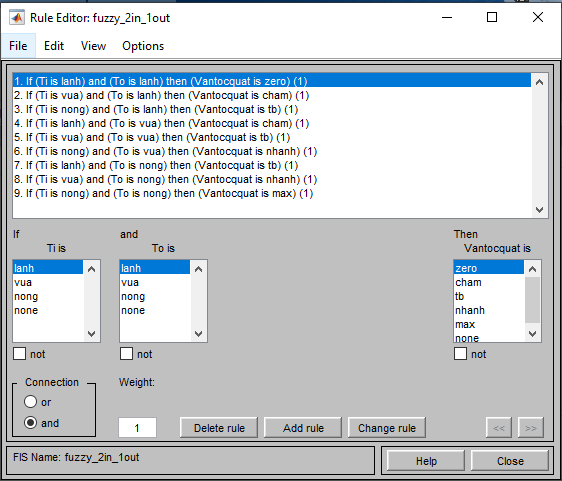 Rule Editor: fuzzy_2in_1out
File Edit View Options
1. If (Ti is lanh) and (To is lanh) then (Vantocquat is zero) (1)
2. If (Ti is vua) and (To is lanh) then (Vantocquat is cham) (1)
3. If (Ti is nong) and (To is lanh) then (Vantocquat is tb) (1)
4. If (Ti is lanh) and (To is vua) then (Vantocquat is cham) (1)
5. If (Ti is vua) and (To is vua) then (Vantocquat is tb) (1)
6. If (Ti is nong) and (To is vua) then (Vantocquat is nhanh) (1)
7. If (Ti is lanh) and (To is nong) then (Vantocquat is tb) (1)
8. If (Ti is vua) and (To is nong) then (Vantocquat is nhanh) (1)
9. If (Ti is nong) and (To is nong) then (Vantocquat is max) (1)
If
Ti is
lanh
vua
nong
none
not
and
To is
lanh
vua
nong
none
not
Then
Vantocquat is
zero
cham
tb
nhanh
max
none
not
Connection
or
and
Weight:
1
Delete rule
Add rule
Change rule
<<
>>
FIS Name: fuzzy_2in_1out
Help
Close